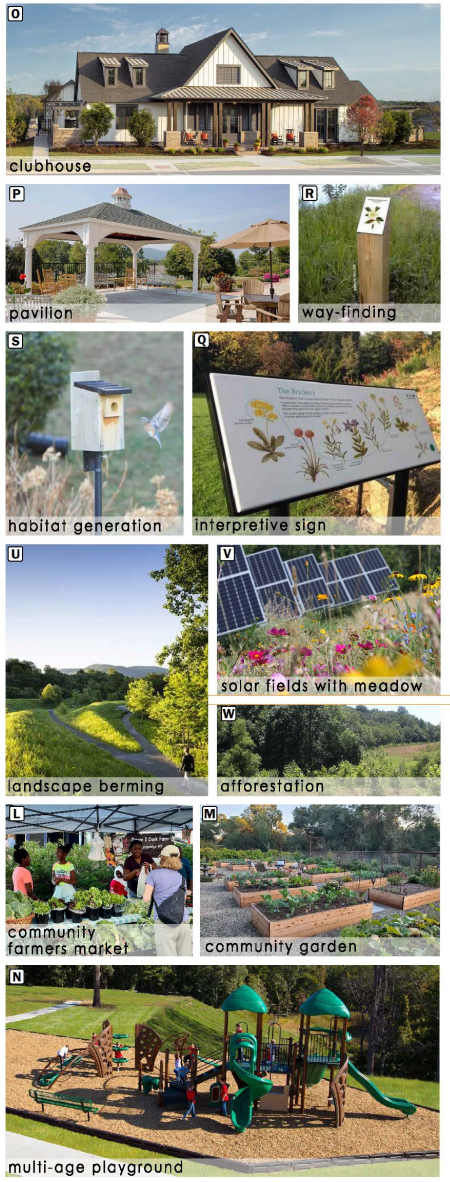 O
clubhouse
P
pavilion
R
way-finding
S
habitat generation
Q
The Rockery
interpretive sign
U
landscape berming
V
solar fields with meadow
W
afforestation
L
community
farmers market
M
community garden
N
multi-age playground